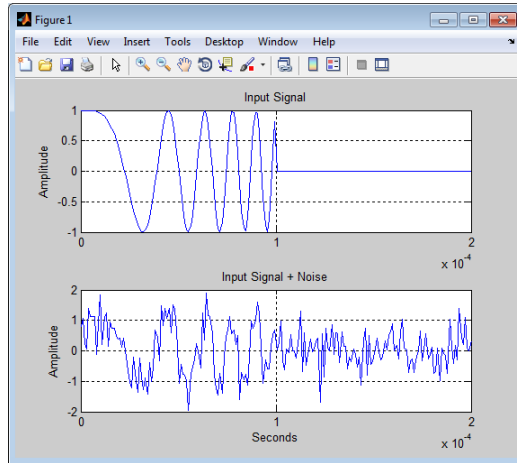 Figure 1
File Edit View Insert Tools Desktop Window Help
Input Signal
Amplitude
1
0.5
0
-0.5
-1
0 1 2
x 10^-4
Input Signal + Noise
Amplitude
2
1
0
-1
-2
0 1 2
Seconds
x 10^-4